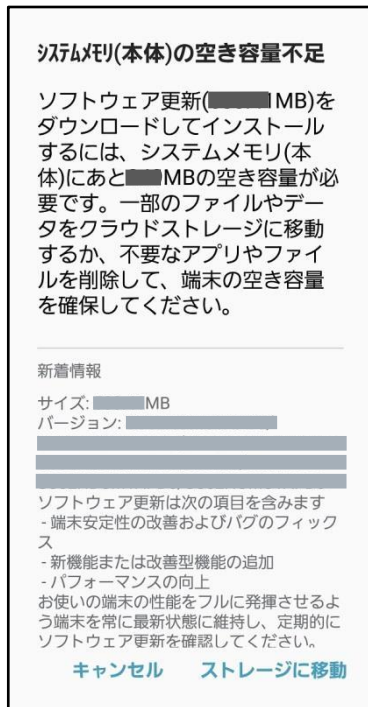 システムメモリ(本体)の空き容量不足
ソフトウェア更新( MB)を
ダウンロードしてインストール
するには、システムメモリ(本
体)にあと MBの空き容量が必
要です。一部のファイルやデー
タをクラウドストレージに移動
するか、不要なアプリやファイ
ルを削除して、端末の空き容量
を確保してください。
新着情報
サイズ: MB
バージョン:
ソフトウェア更新は次の項目を含みます
- 端末安定性の改善およびバグのフィック
ス
- 新機能または改善型機能の追加
- パフォーマンスの向上
お使いの端末の性能をフルに発揮させるよ
う端末を常に最新状態に維持し、定期的に
ソフトウェア更新を確認してください。
キャンセル ストレージに移動